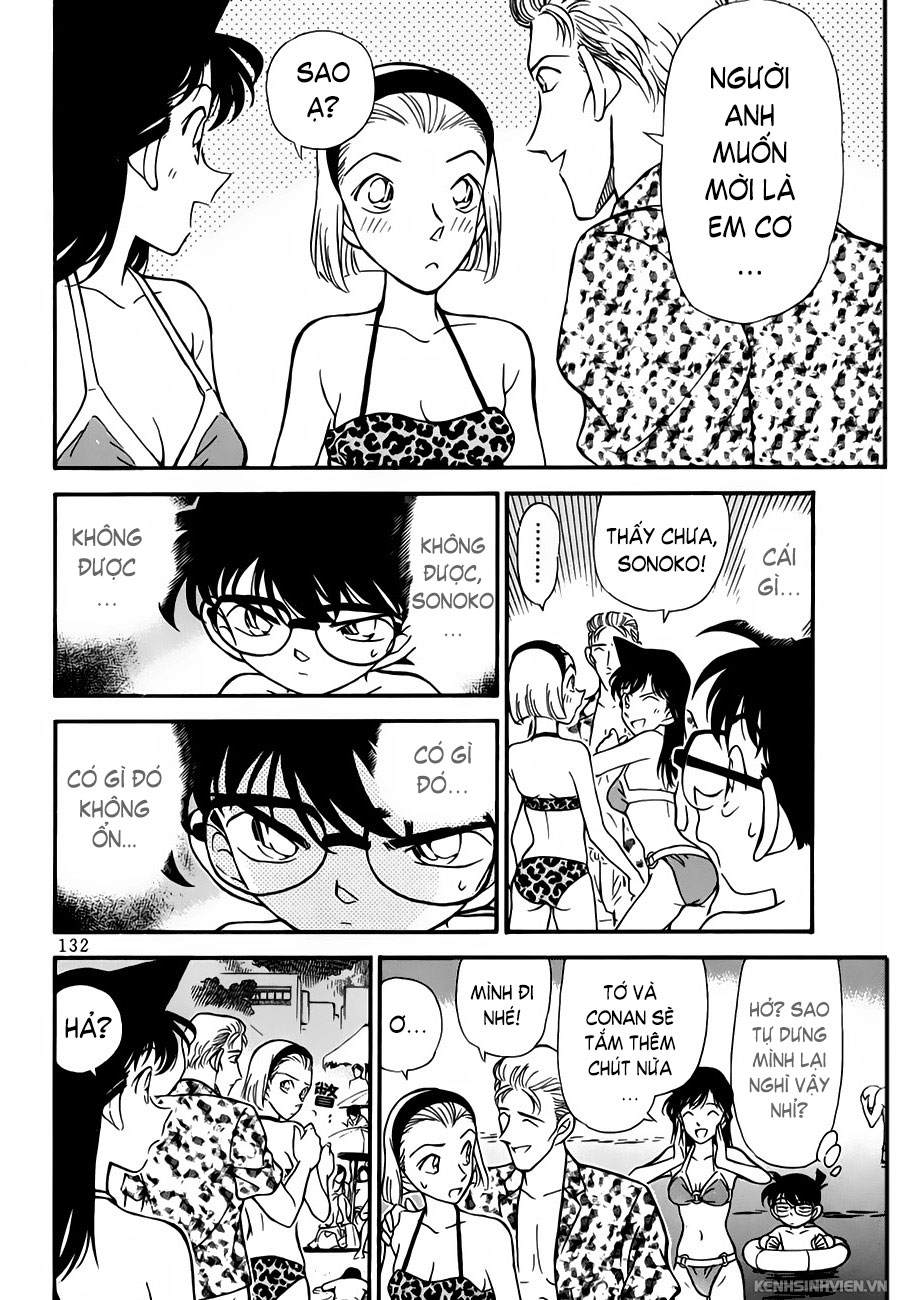 NGƯỜI
ANH
MUỐN
MỜI LÀ
EM CƠ
...
SAO
Ạ?
CÁI
GÌ...
THẤY CHƯA,
SONOKO!
.........
KHÔNG
ĐƯỢC,
SONOKO
...
KHÔNG
ĐƯỢC
...
CÓ GÌ
ĐÓ...
CÓ GÌ ĐÓ
KHÔNG
ỔN...
132
HỞ? SAO
TỰ DƯNG
MÌNH LẠI
NGHĨ VẬY
NHỈ?
TỚ VÀ
CONAN SẼ
TẮM THÊM
CHÚT NỮA
...
MÌNH ĐI
NHÉ!
Ơ...
HẢ?
警
KENHSINHVIEN.VN